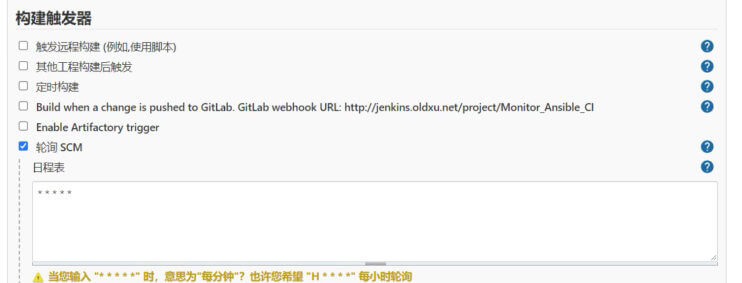 构建触发器
触发远程构建 (例如,使用脚本)
其他工程构建后触发
定时构建
Build when a change is pushed to GitLab. GitLab webhook URL: http://jenkins.oldxu.net/project/Monitor_Ansible_CI
Enable Artifactory trigger
轮询 SCM
日程表
* * * * *
当您输入 "* * * * *" 时，意思为"每分钟"？也许您希望 "H * * * *" 每小时轮询